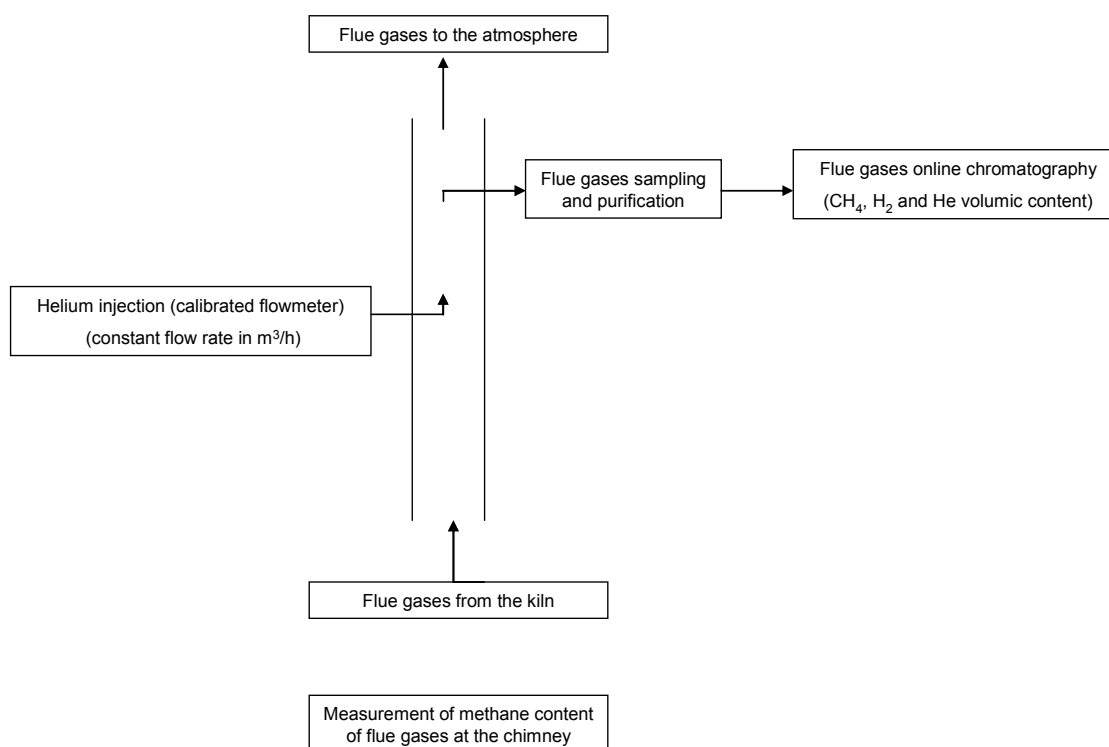 Flue gases to the atmosphere
Flue gases sampling
and purification
Flue gases online chromatography
(CH₄, H₂ and He volumic content)
Helium injection (calibrated flowmeter)
(constant flow rate in m³/h)
Flue gases from the kiln
Measurement of methane content
of flue gases at the chimney